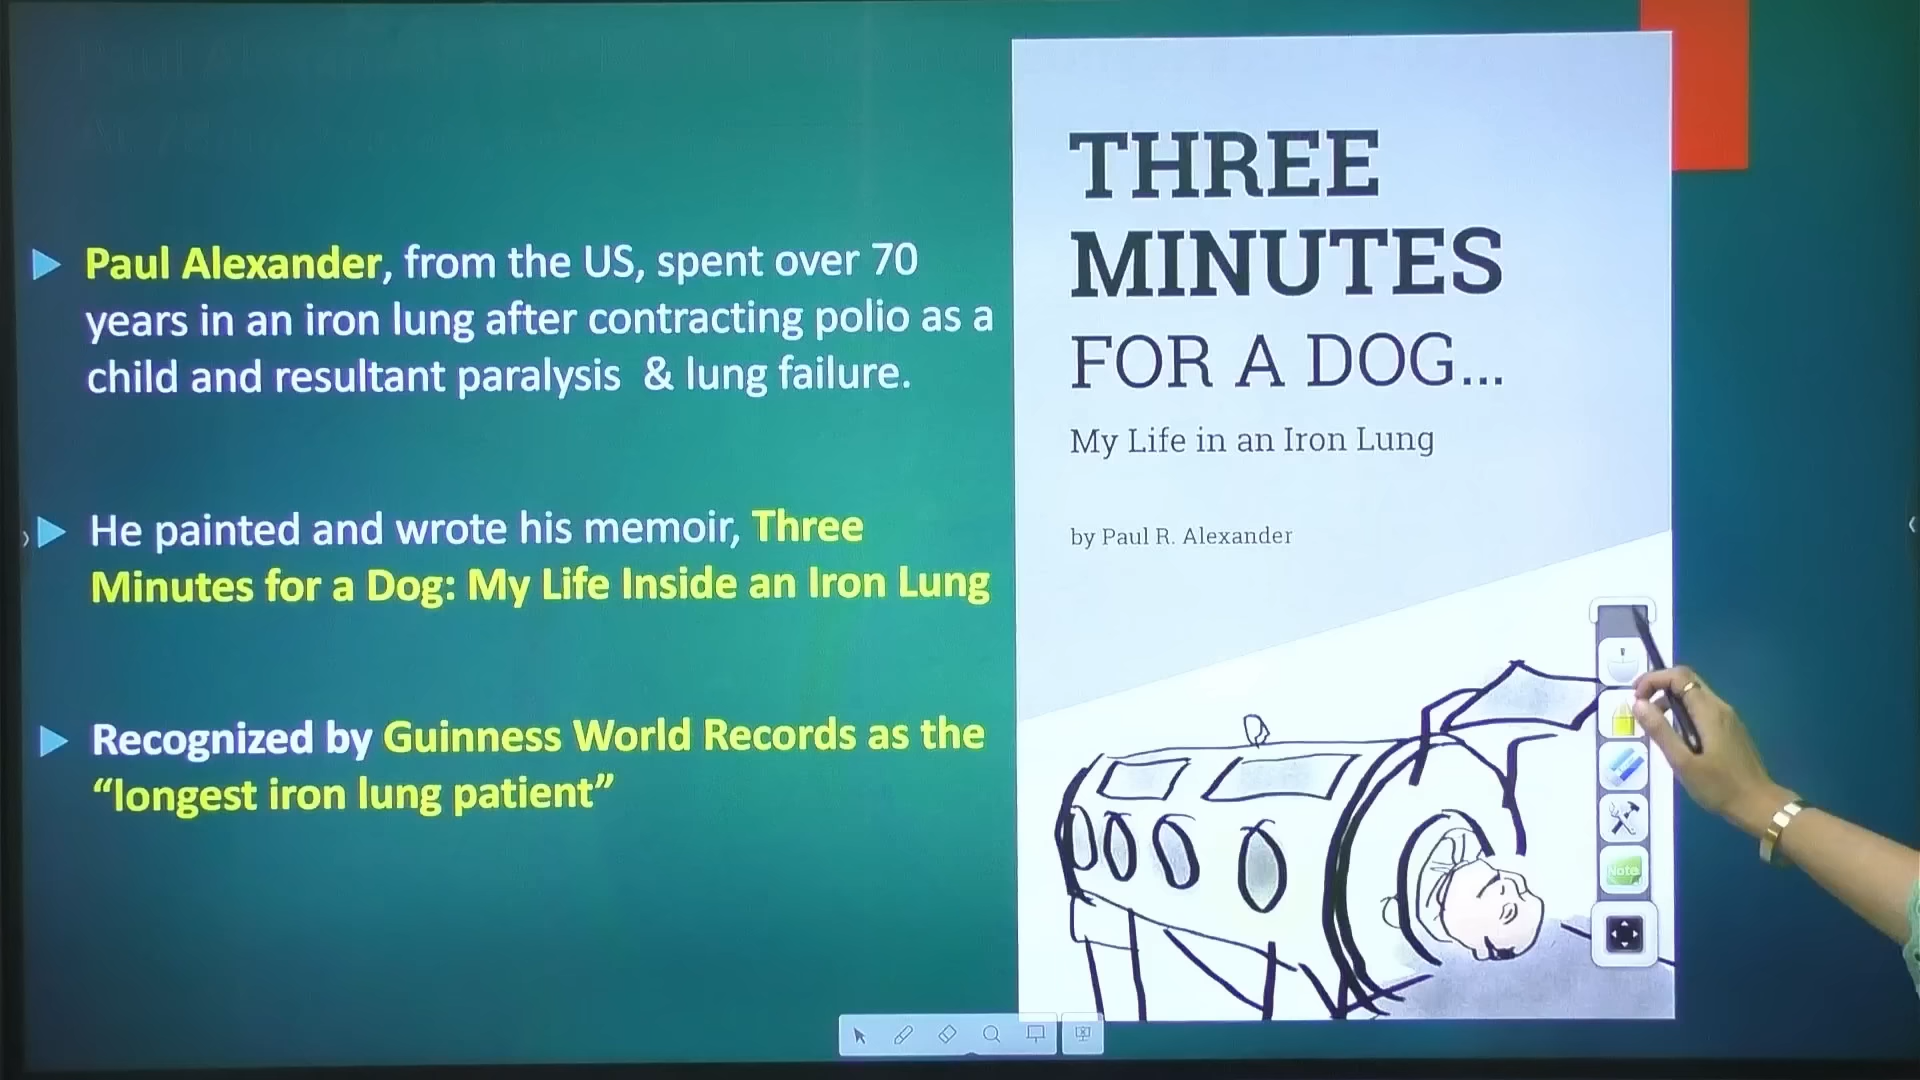 Paul Alexander, from the US, spent over 70
years in an iron lung after contracting polio as a
child and resultant paralysis & lung failure.
He painted and wrote his memoir, Three
Minutes for a Dog: My Life Inside an Iron Lung
Recognized by Guinness World Records as the
“longest iron lung patient”
THREE
MINUTES
FOR A DOG...
My Life in an Iron Lung
by Paul R. Alexander
Note